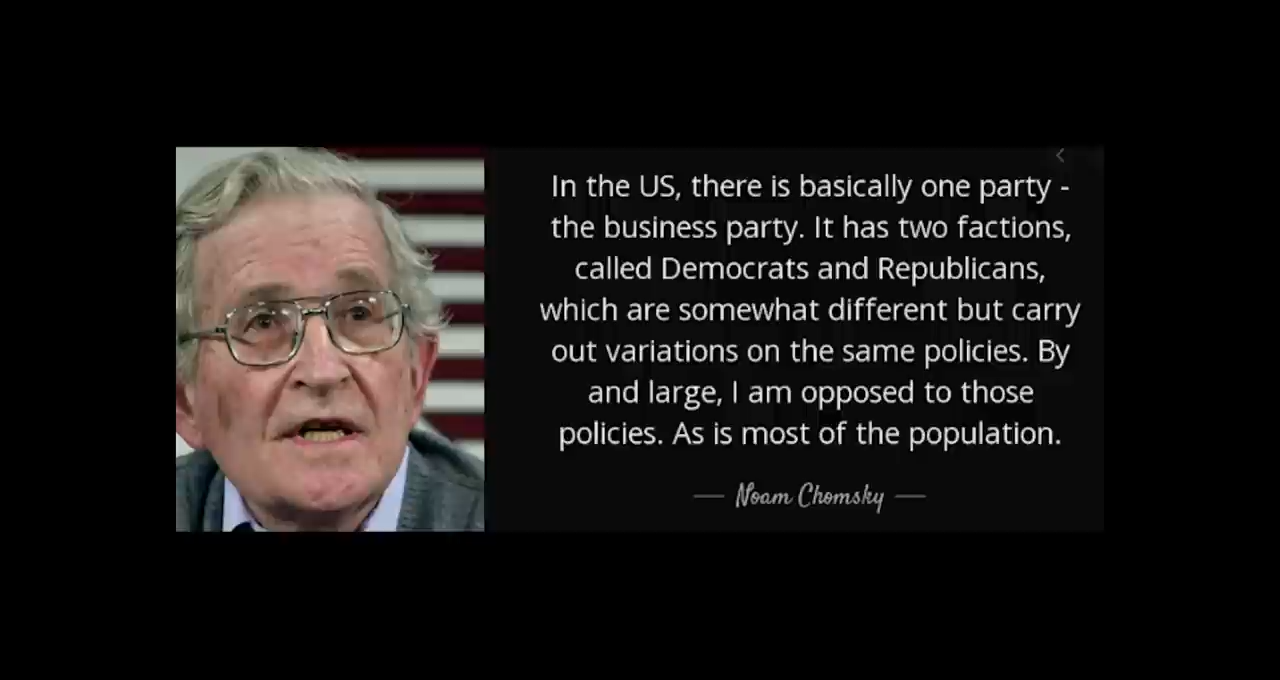 In the US, there is basically one party -
the business party. It has two factions,
called Democrats and Republicans,
which are somewhat different but carry
out variations on the same policies. By
and large, I am opposed to those
policies. As is most of the population.
Noam Chomsky